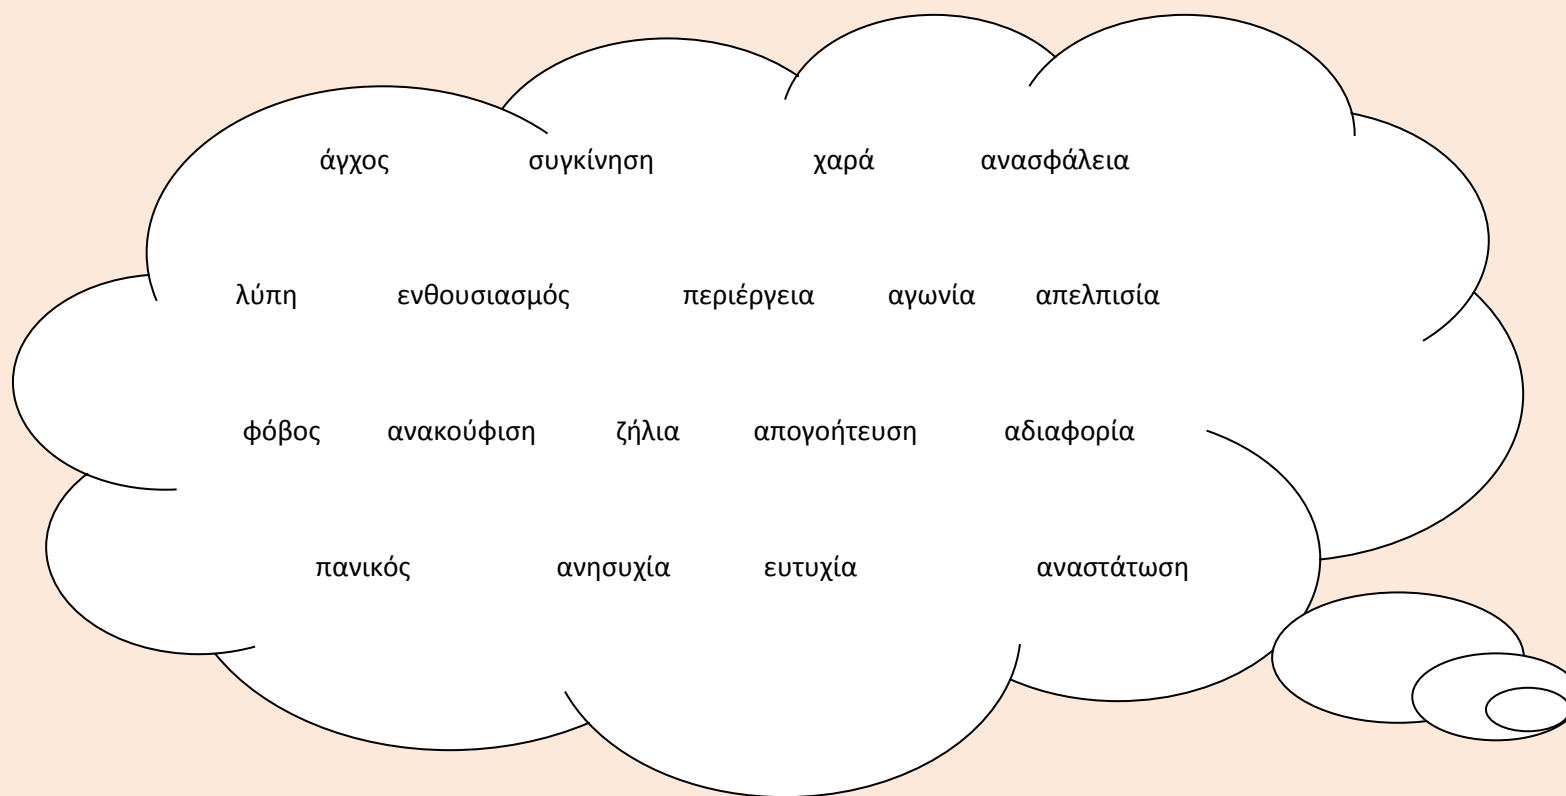 άγχος συγκίνηση χαρά ανασφάλεια
λύπη ενθουσιασμός περιέργεια αγωνία απελπισία
φόβος ανακούφιση ζήλια απογοήτευση αδιαφορία
πανικός ανησυχία ευτυχία αναστάτωση